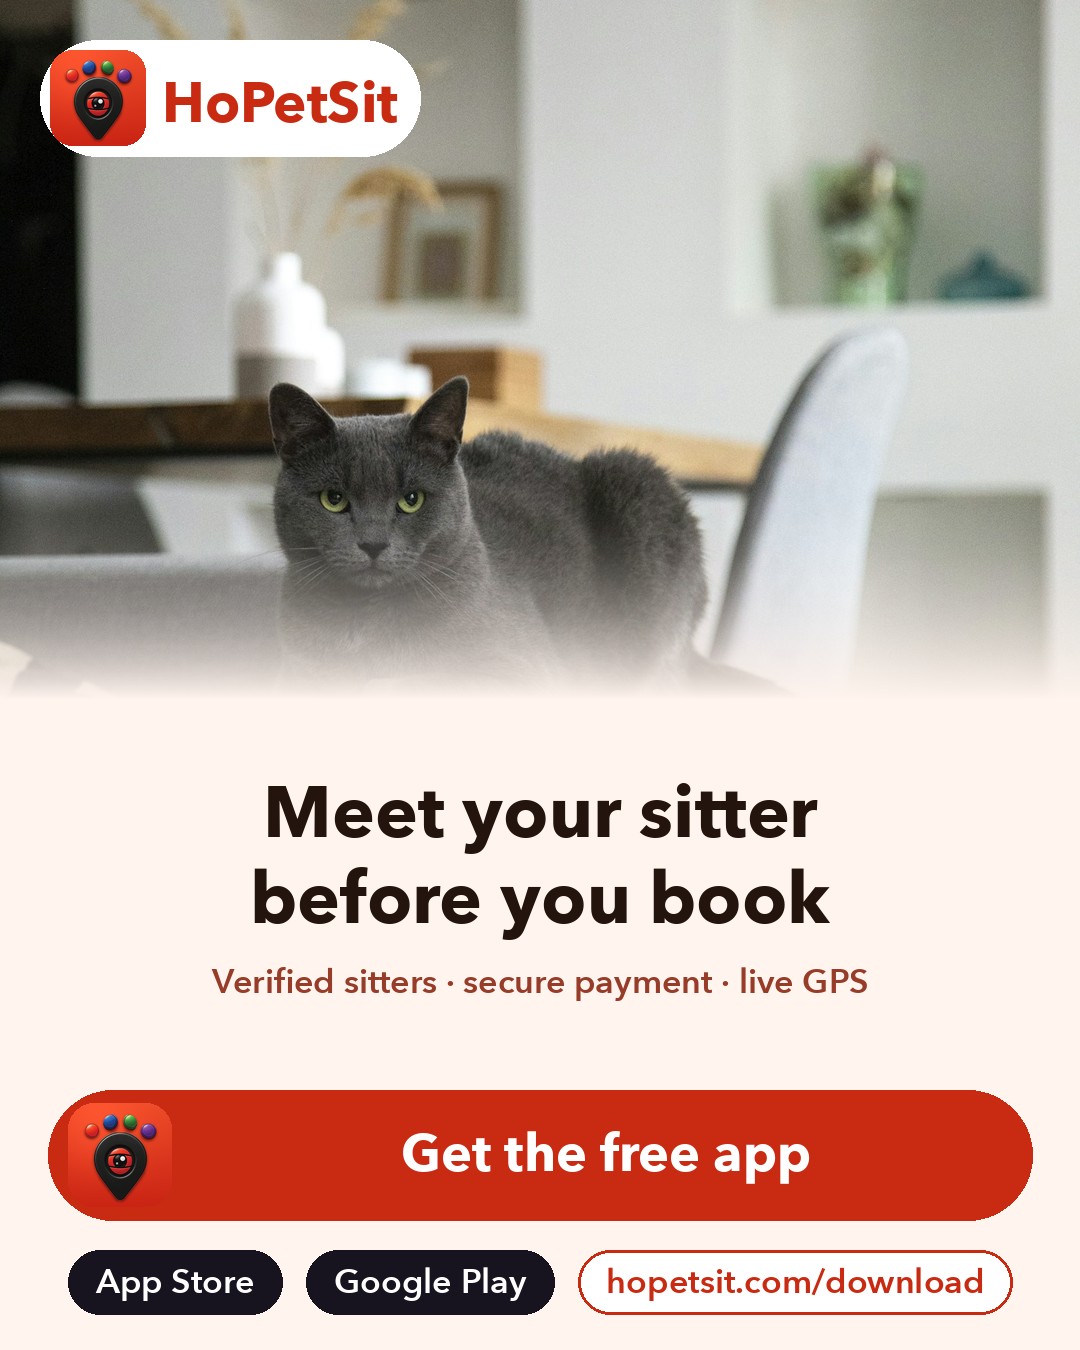 HoPetSit
Meet your sitter
before you book
Verified sitters · secure payment · live GPS
Get the free app
App Store
Google Play
hopetsit.com/download